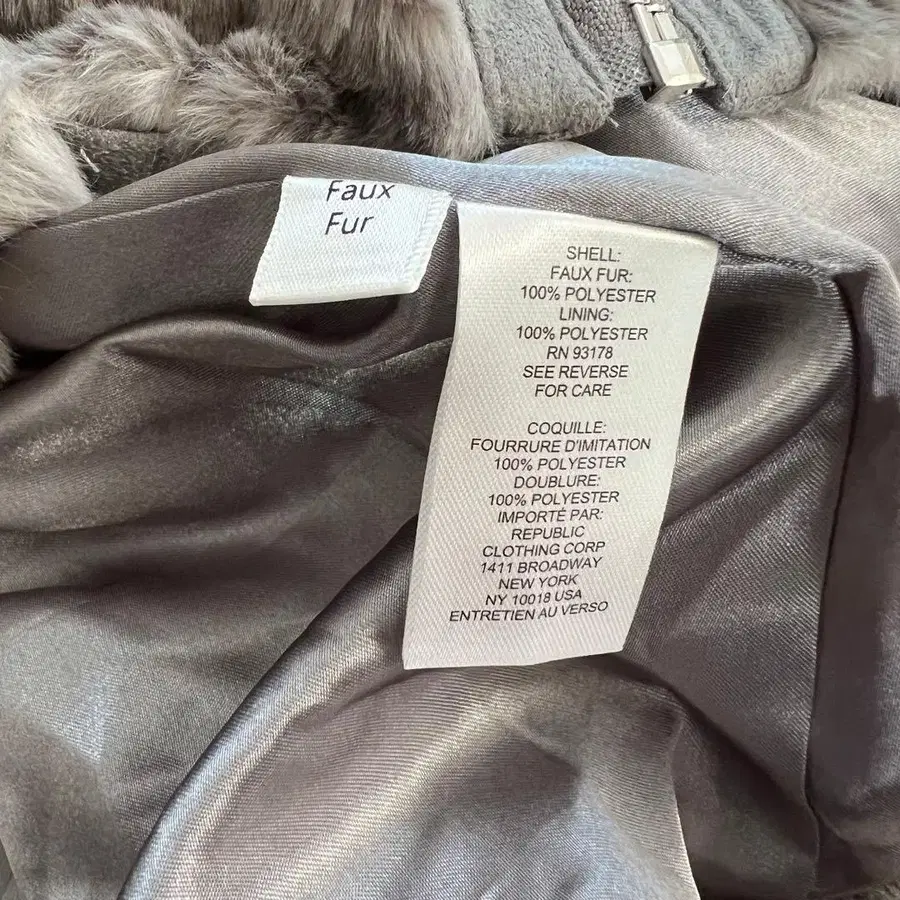 Faux
Fur
SHELL:
FAUX FUR:
100% POLYESTER
LINING:
100% POLYESTER
RN 93178
SEE REVERSE
FOR CARE
COQUILLE:
FOURRURE D'IMITATION
100% POLYESTER
DOUBLURE:
100% POLYESTER
IMPORTÉ PAR:
REPUBLIC
CLOTHING CORP
1411 BROADWAY
NEW YORK
NY 10018 USA
ENTRETIEN AU VERSO